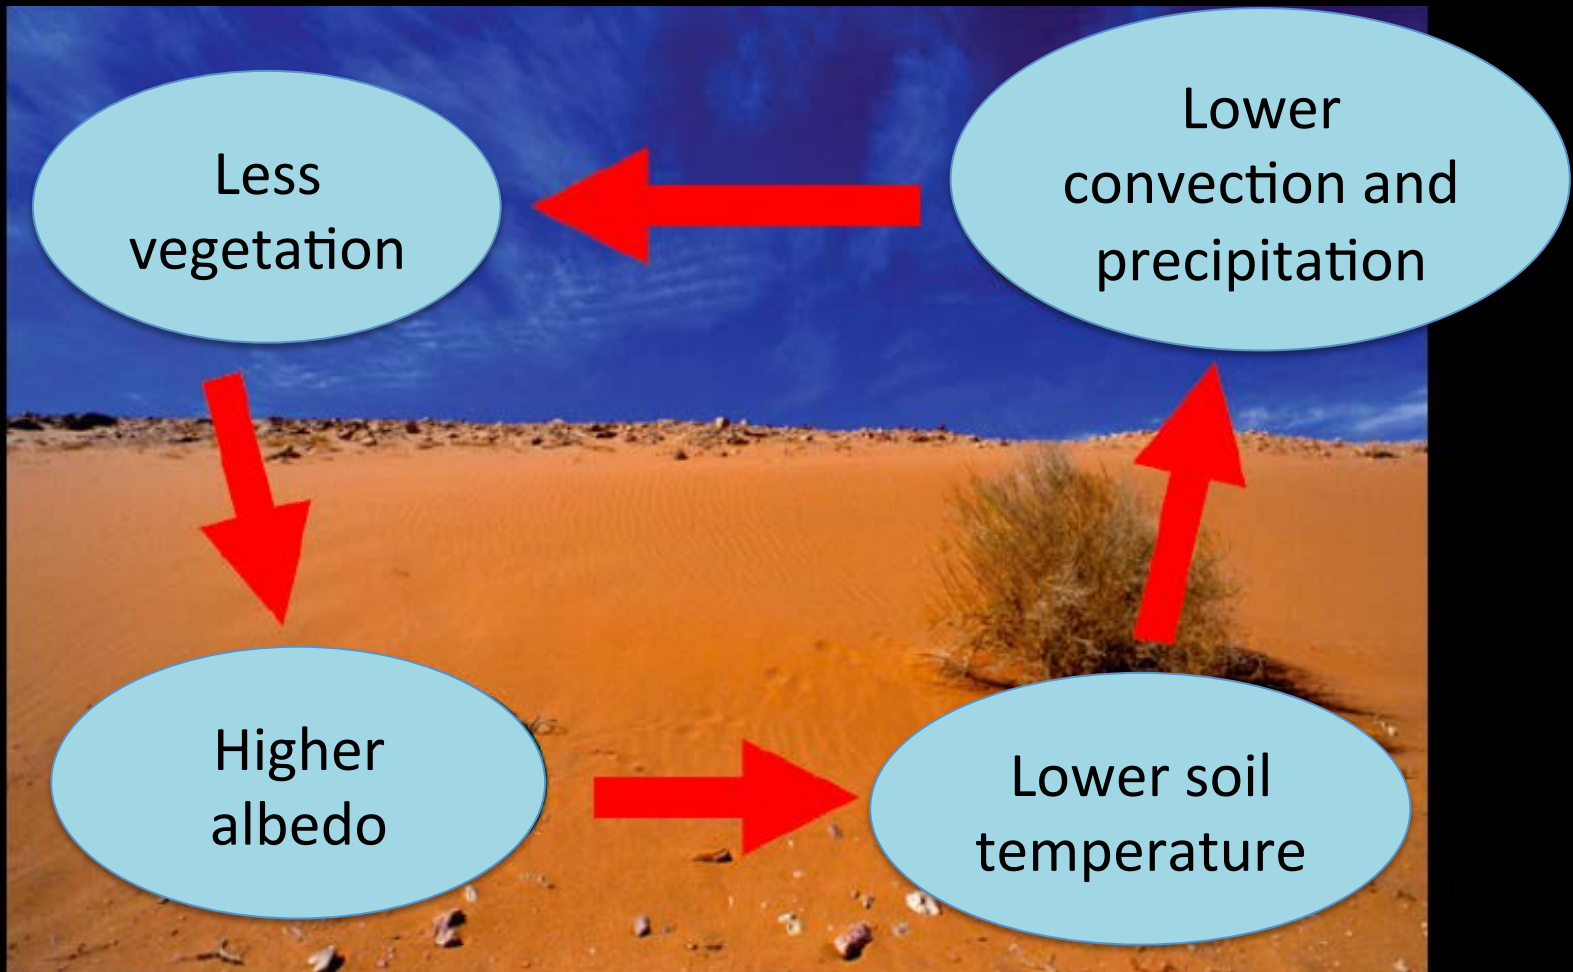 Less
vegetation
Lower
convection and
precipitation
Higher
albedo
Lower soil
temperature